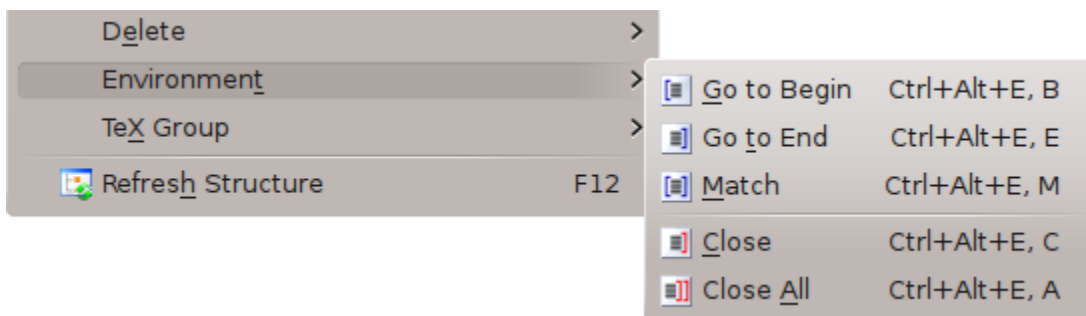 Delete
Environment
TeX Group
Refresh Structure F12
Go to Begin Ctrl+Alt+E, B
Go to End Ctrl+Alt+E, E
Match Ctrl+Alt+E, M
Close Ctrl+Alt+E, C
Close All Ctrl+Alt+E, A